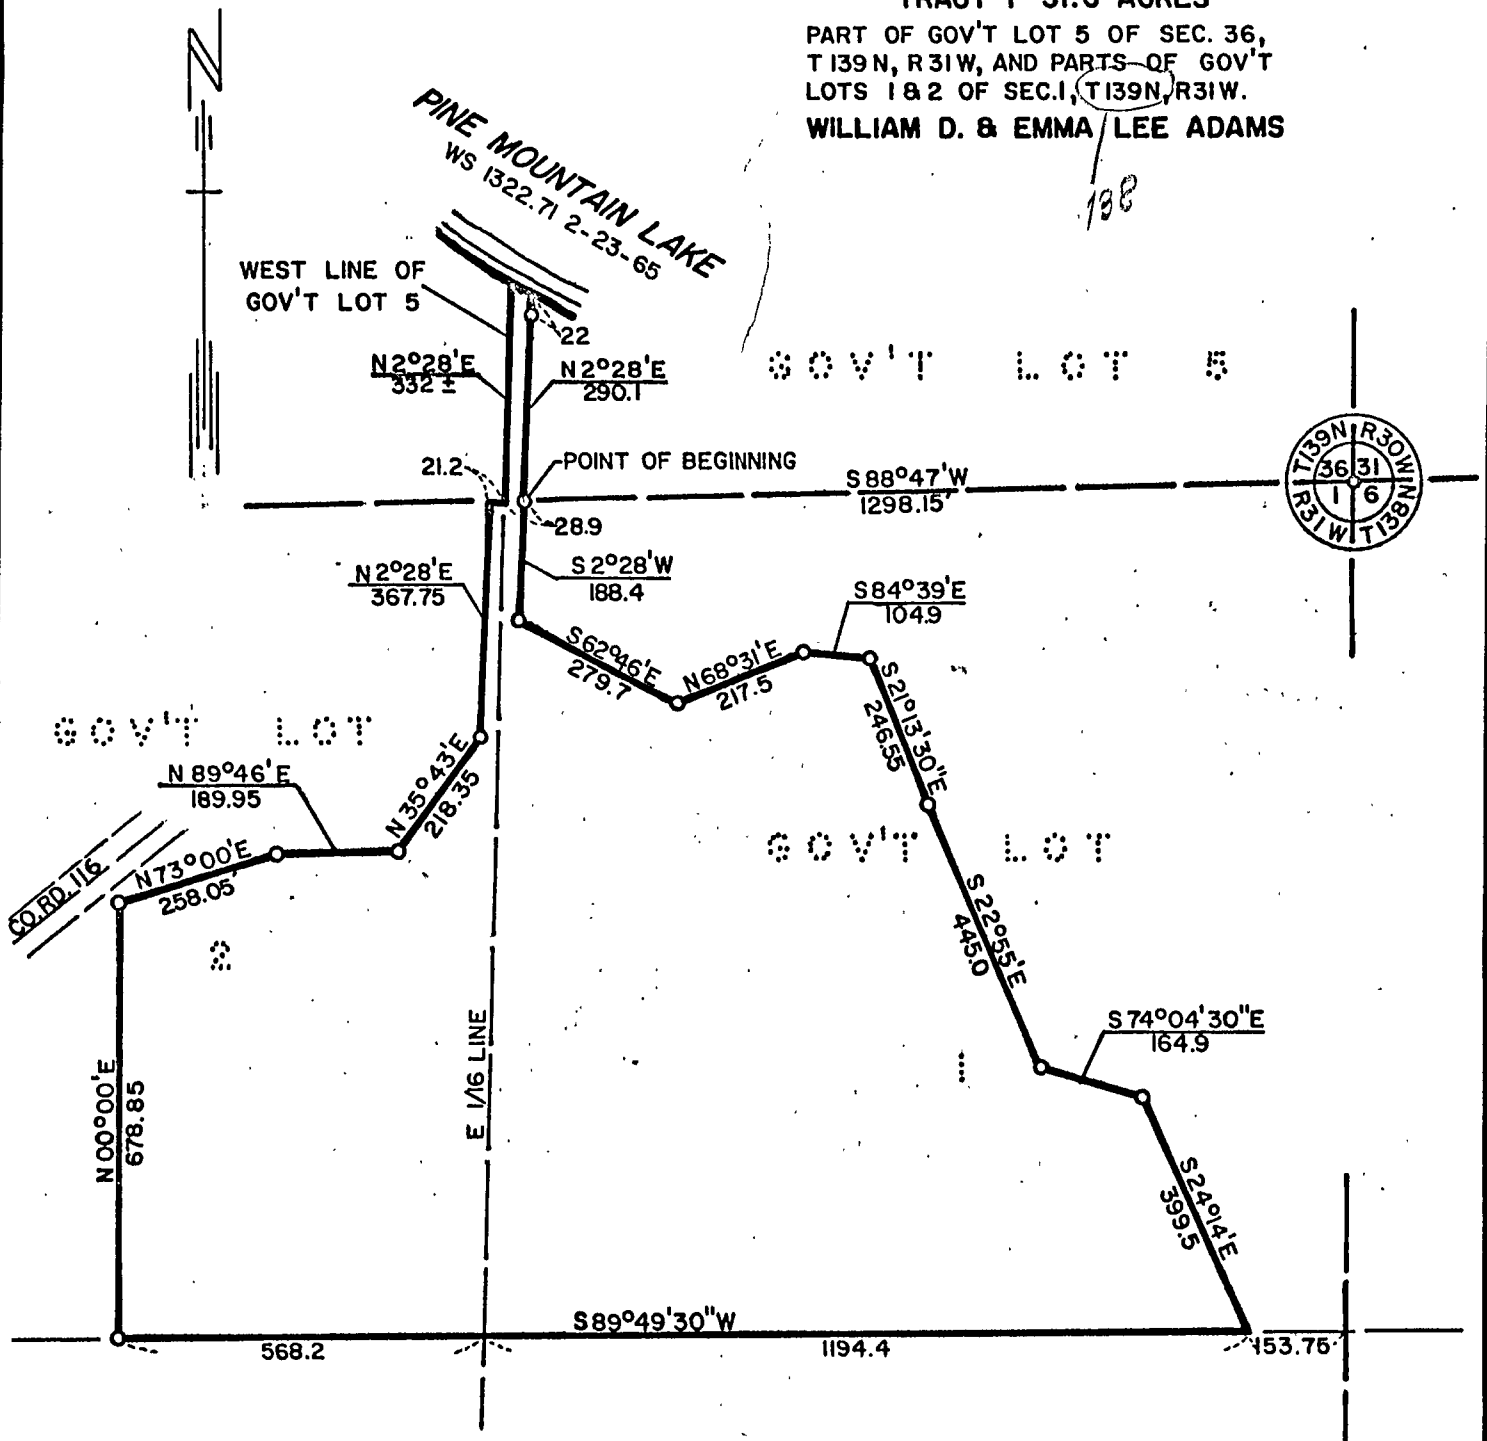 TRACT 1 31.6 ACRES
PART OF GOV'T LOT 5 OF SEC. 36,
T 139 N, R 31 W, AND PARTS OF GOV'T
LOTS 1 & 2 OF SEC. 1, T 139 N, R 31 W.
WILLIAM D. & EMMA LEE ADAMS
138
N
PINE MOUNTAIN LAKE
WS 1322.71 2-23-65
WEST LINE OF
GOV'T LOT 5
22
N 2°28'E
332 ±
N 2°28'E
290.1
GOV'T LOT 5
21.2
POINT OF BEGINNING
S 88°47'W
1298.15'
T139N R30W
36 31
1 6
R31W T138N
28.9
N 2°28'E
367.75
S 2°28'W
188.4
S 84°39'E
104.9
S 62°46'E
279.7
N 68°31'E
217.5
S 21°13'30"E
246.55
GOV'T LOT
N 89°46'E
189.95
N 35°43'E
218.35
GOV'T LOT
CO. RD. 116
N 73°00'E
258.05'
2
S 22°55'E
445.0
S 74°04'30"E
164.9
1
E 1/16 LINE
N 00°00'E
678.85
S 24°14'E
399.5
S 89°49'30"W
568.2
1194.4
153.75